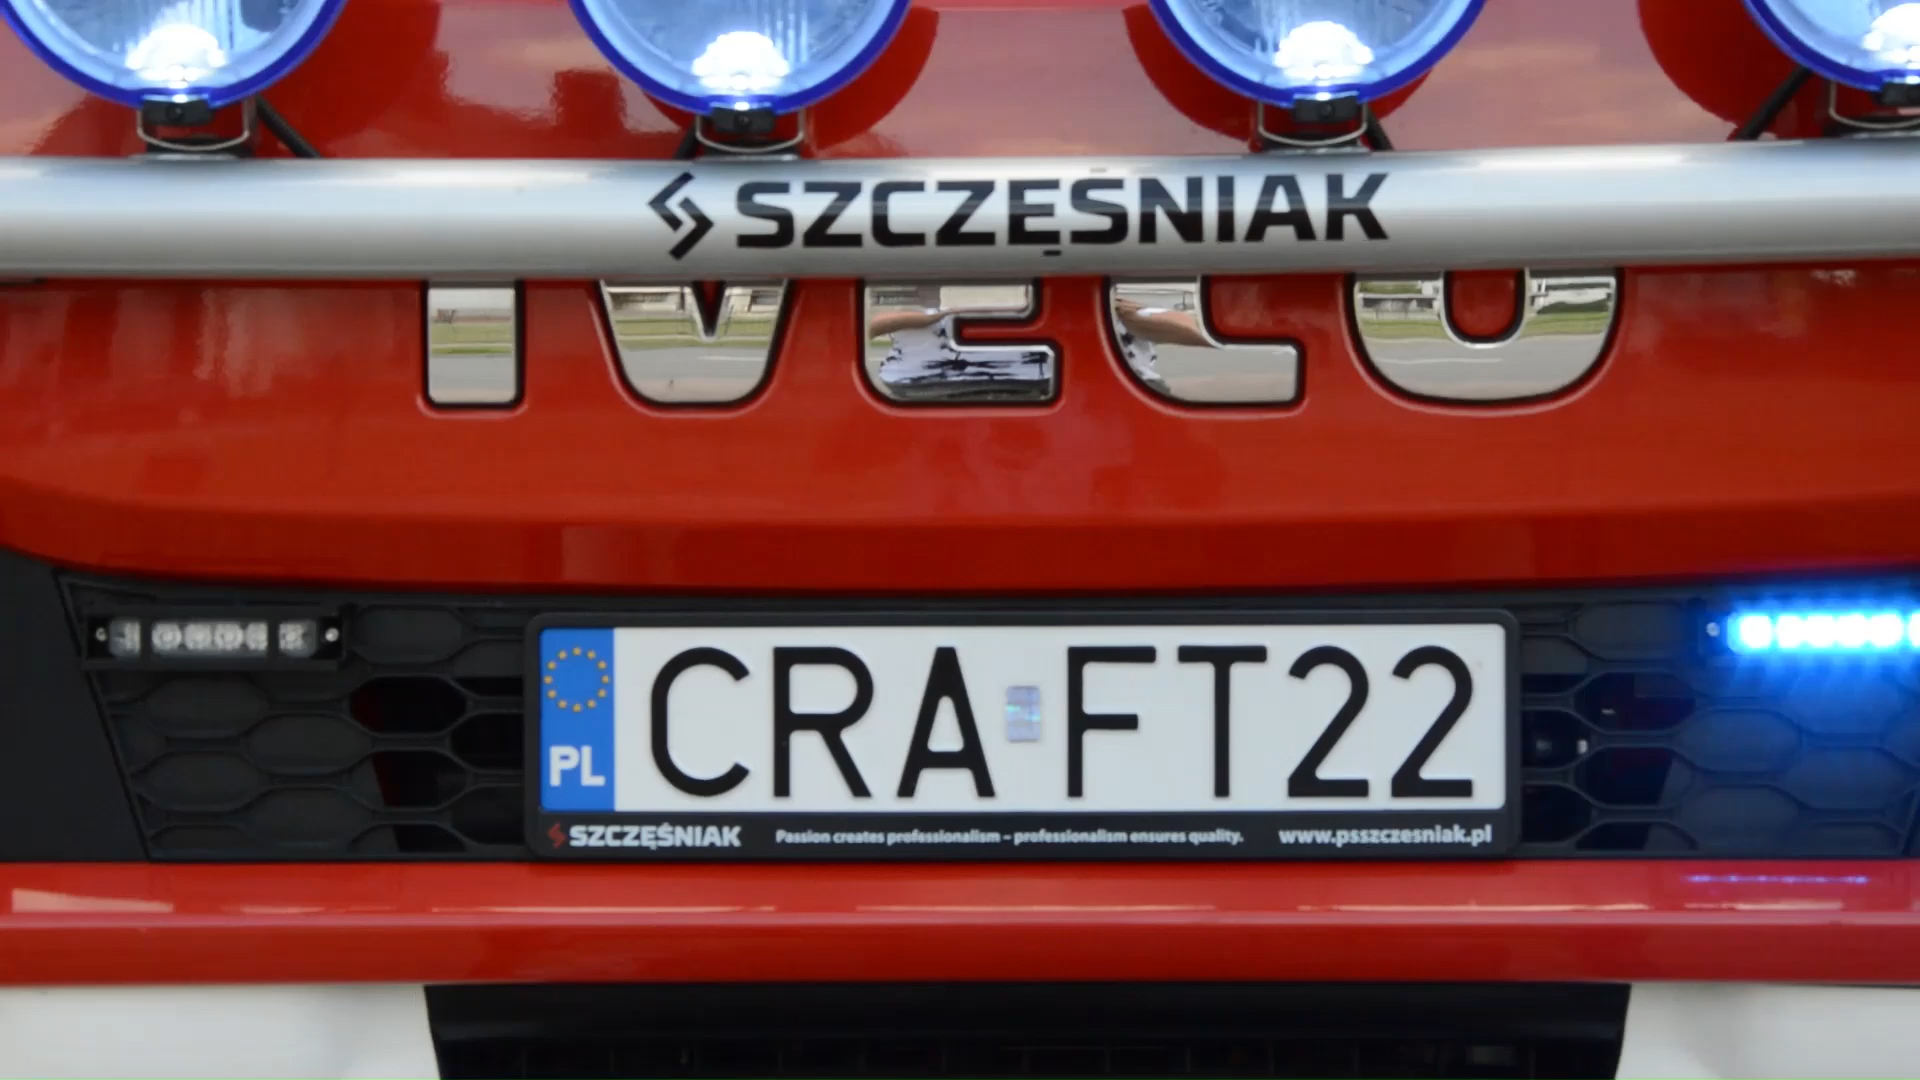 SZCZĘŚNIAK
IVECO
PL
CRA FT22
SZCZĘŚNIAK Passion creates professionalism – professionalism ensures quality. www.psszczesniak.pl